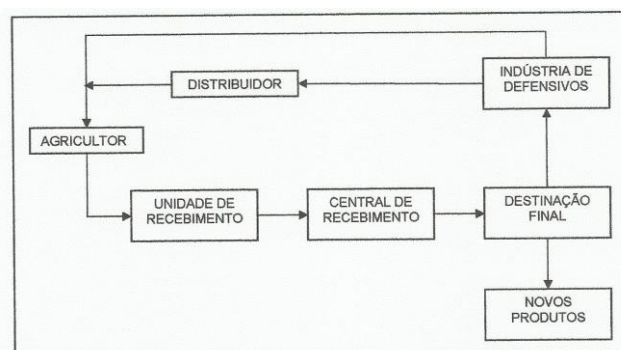 INDÚSTRIA DE
DEFENSIVOS
DISTRIBUIDOR
AGRICULTOR
UNIDADE DE
RECEBIMENTO
CENTRAL DE
RECEBIMENTO
DESTINAÇÃO
FINAL
NOVOS
PRODUTOS